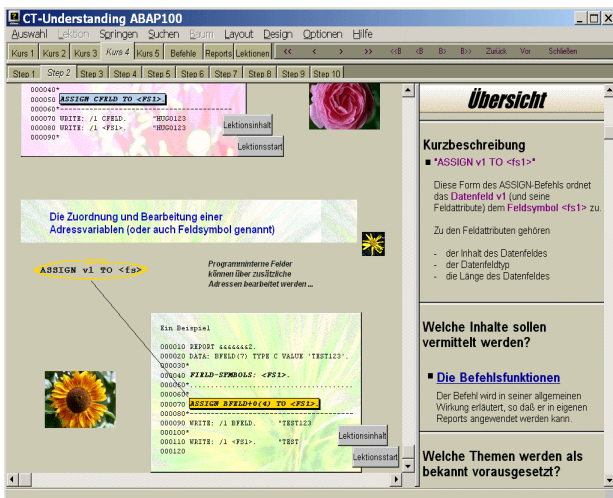 CT-Understanding ABAP100
Auswahl Lektion Springen Suchen Baum Layout Design Optionen Hilfe
Kurs 1 Kurs 2 Kurs 3 Kurs 4 Kurs 5 Befehle Reports Lektionen << < > >> <<B <B B> B>> Zurück Vor Schließen
Step 1 Step 2 Step 3 Step 4 Step 5 Step 6 Step 7 Step 8 Step 9 Step 10
000040*
000050 ASSIGN CFELD TO <FS1>.
000060*----------------------------------
000070 WRITE: /1 CFELD. "HUGO123
000080 WRITE: /1 <FS1>. "HUGO123
000090*
Lektionsinhalt
Lektionsstart
Die Zuordnung und Bearbeitung einer
Adressvariablen (oder auch Feldsymbol genannt)
ASSIGN v1 TO <fs>
Programminterne Felder
können über zusätzliche
Adressen bearbeitet werden ...
Ein Beispiel
000010 REPORT &&&&&&&Z.
000020 DATA: BFELD(7) TYPE C VALUE 'TEST123'.
000030*
000040 FIELD-SYMBOLS: <FS1>.
000060*......................................
000060*
000070 ASSIGN BFELD+0(4) TO <FS1>.
000080*--------------------------------------
000090 WRITE: /1 BFELD. "TEST123
000100*
000110 WRITE: /1 <FS1>. "TEST
000120
Lektionsinhalt
Lektionsstart
Übersicht
Kurzbeschreibung
"ASSIGN v1 TO <fs1>"
Diese Form des ASSIGN-Befehls ordnet
das Datenfeld v1 (und seine
Feldattribute) dem Feldsymbol <fs1> zu.
Zu den Feldattributen gehören
- der Inhalt des Datenfeldes
- der Datenfeldtyp
- die Länge des Datenfeldes
Welche Inhalte sollen
vermittelt werden?
Die Befehlsfunktionen
Der Befehl wird in seiner allgemeinen
Wirkung erläutert, so daß er in eigenen
Reports angewendet werden kann.
Welche Themen werden als
bekannt vorausgesetzt?